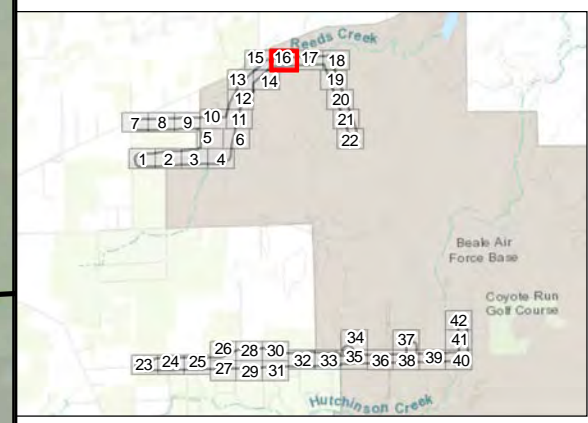 Reeds Creek
15 16 17 18
13 14 19
12 20
7 8 9 10 11 21
5 6 22
1 2 3 4
Beale Air
Force Base
Coyote Run
Golf Course
42
34 37 41
26 28 30
23 24 25 32 33 35 36 38 39 40
27 29 31
Hutchinson Creek